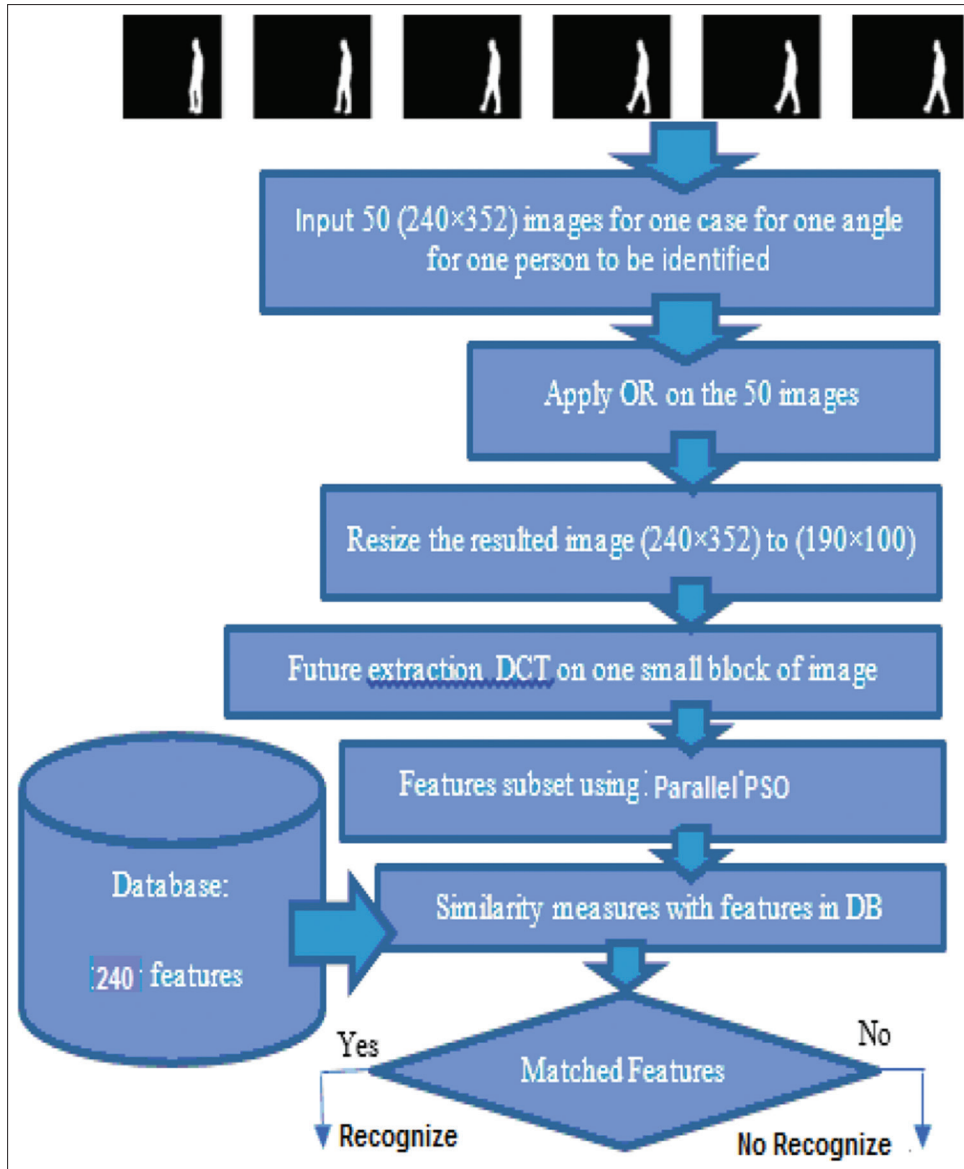 Input 50 (240×352) images for one case for one angle
for one person to be identified
Apply OR on the 50 images
Resize the resulted image (240×352) to (190×100)
Future extraction DCT on one small block of image
Features subset using: Parallel PSO
Database:
240 features
Similarity measures with features in DB
Matched Features
Yes
No
Recognize
No Recognize